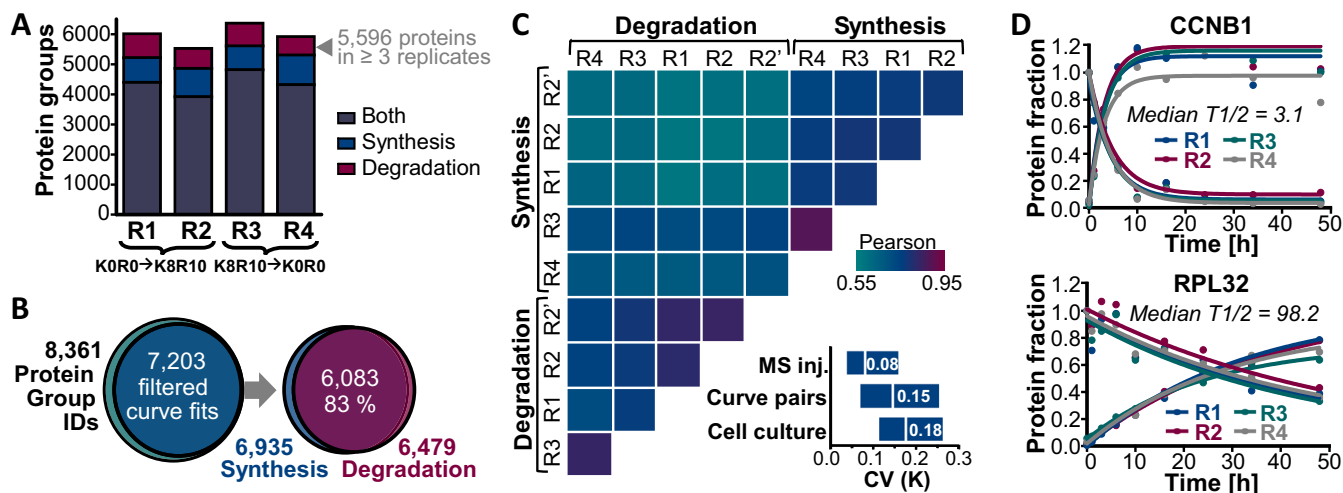 A
Protein groups
6000
5000
4000
3000
2000
1000
0
5,596 proteins
in ≥ 3 replicates
Both
Synthesis
Degradation
R1 R2 R3 R4
K0R0→K8R10 K8R10→K0R0
B
8,361
Protein
Group
IDs
7,203
filtered
curve fits
6,083
83 %
6,935
Synthesis
6,479
Degradation
C
Degradation Synthesis
R4 R3 R1 R2 R2' R4 R3 R1 R2
Synthesis
R2'
R2
R1
R3
R4
Degradation
R2'
R2
R1
R3
Pearson
0.55 0.95
MS inj. 0.08
Curve pairs 0.15
Cell culture 0.18
0.0 0.1 0.2 0.3
CV (K)
D
CCNB1
Protein fraction
1.2
1.0
0.8
0.6
0.4
0.2
0.0
Median T1/2 = 3.1
R1 R3
R2 R4
0 10 20 30 40 50
Time [h]
RPL32
Protein fraction
1.2
1.0
0.8
0.6
0.4
0.2
0.0
Median T1/2 = 98.2
R1 R3
R2 R4
0 10 20 30 40 50
Time [h]